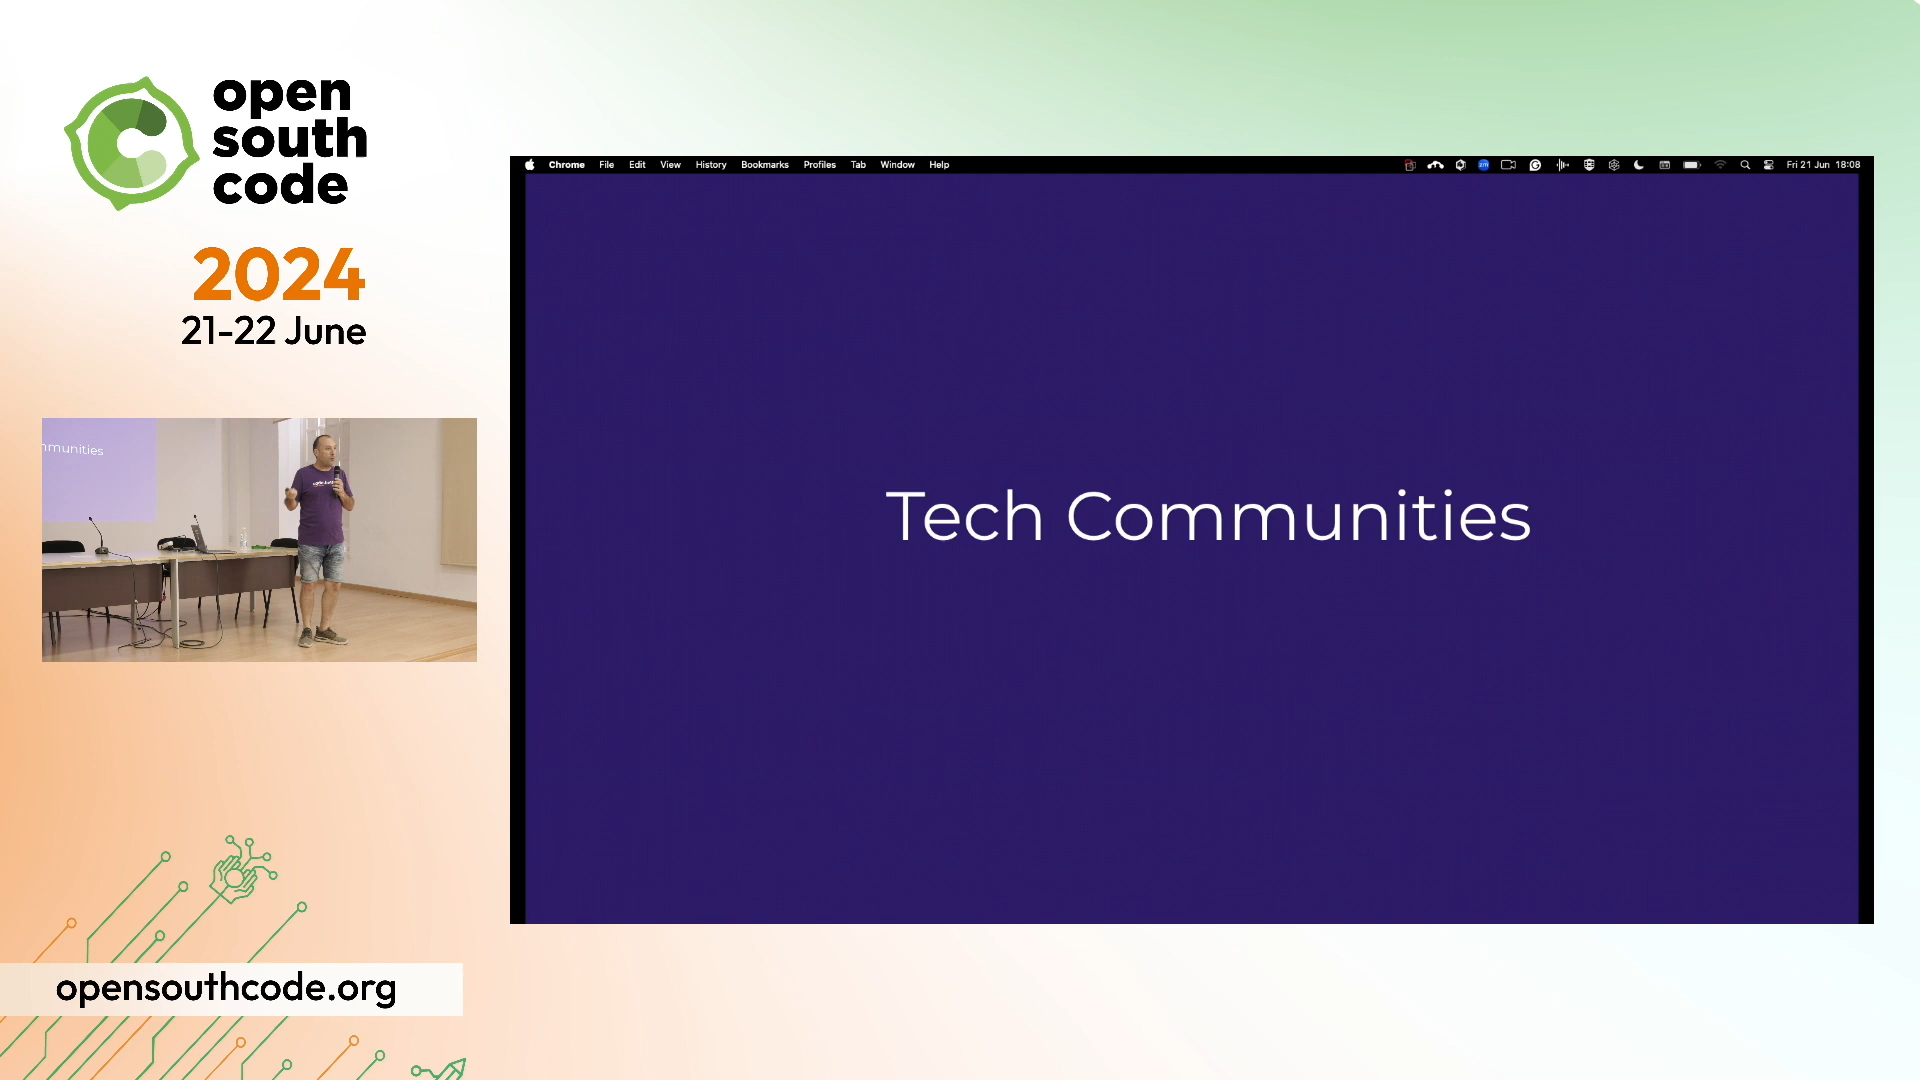 open
south
code
2024
21-22 June
Chrome File Edit View History Bookmarks Profiles Tab Window Help
Fri 21 Jun 18:08
Tech Communities
mmunities
opensouthcode.org